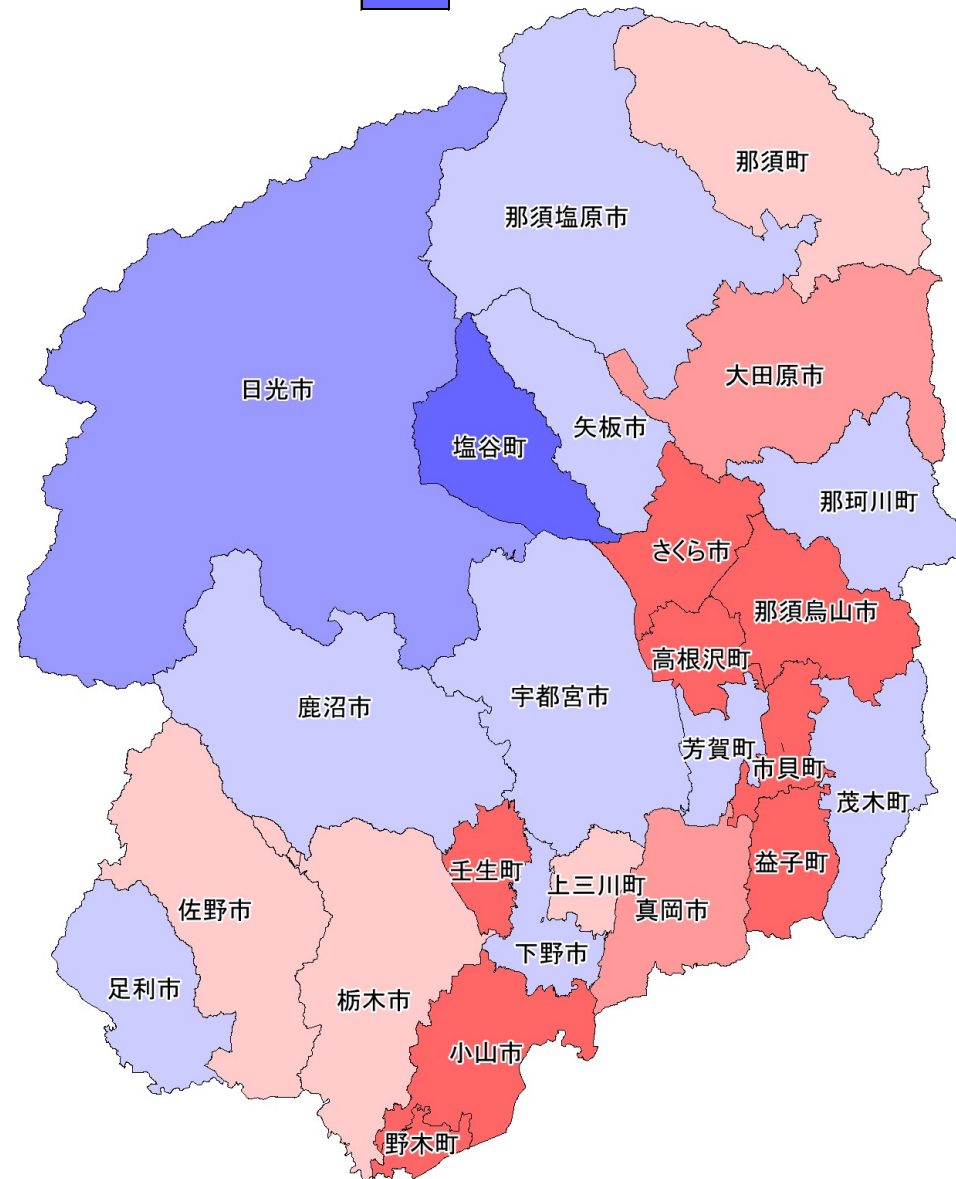 那須町
那須塩原市
大田原市
日光市
矢板市
塩谷町
那珂川町
さくら市
那須烏山市
高根沢町
宇都宮市
鹿沼市
芳賀町
市貝町
茂木町
壬生町
益子町
上三川町
佐野市
真岡市
下野市
足利市
栃木市
小山市
野木町